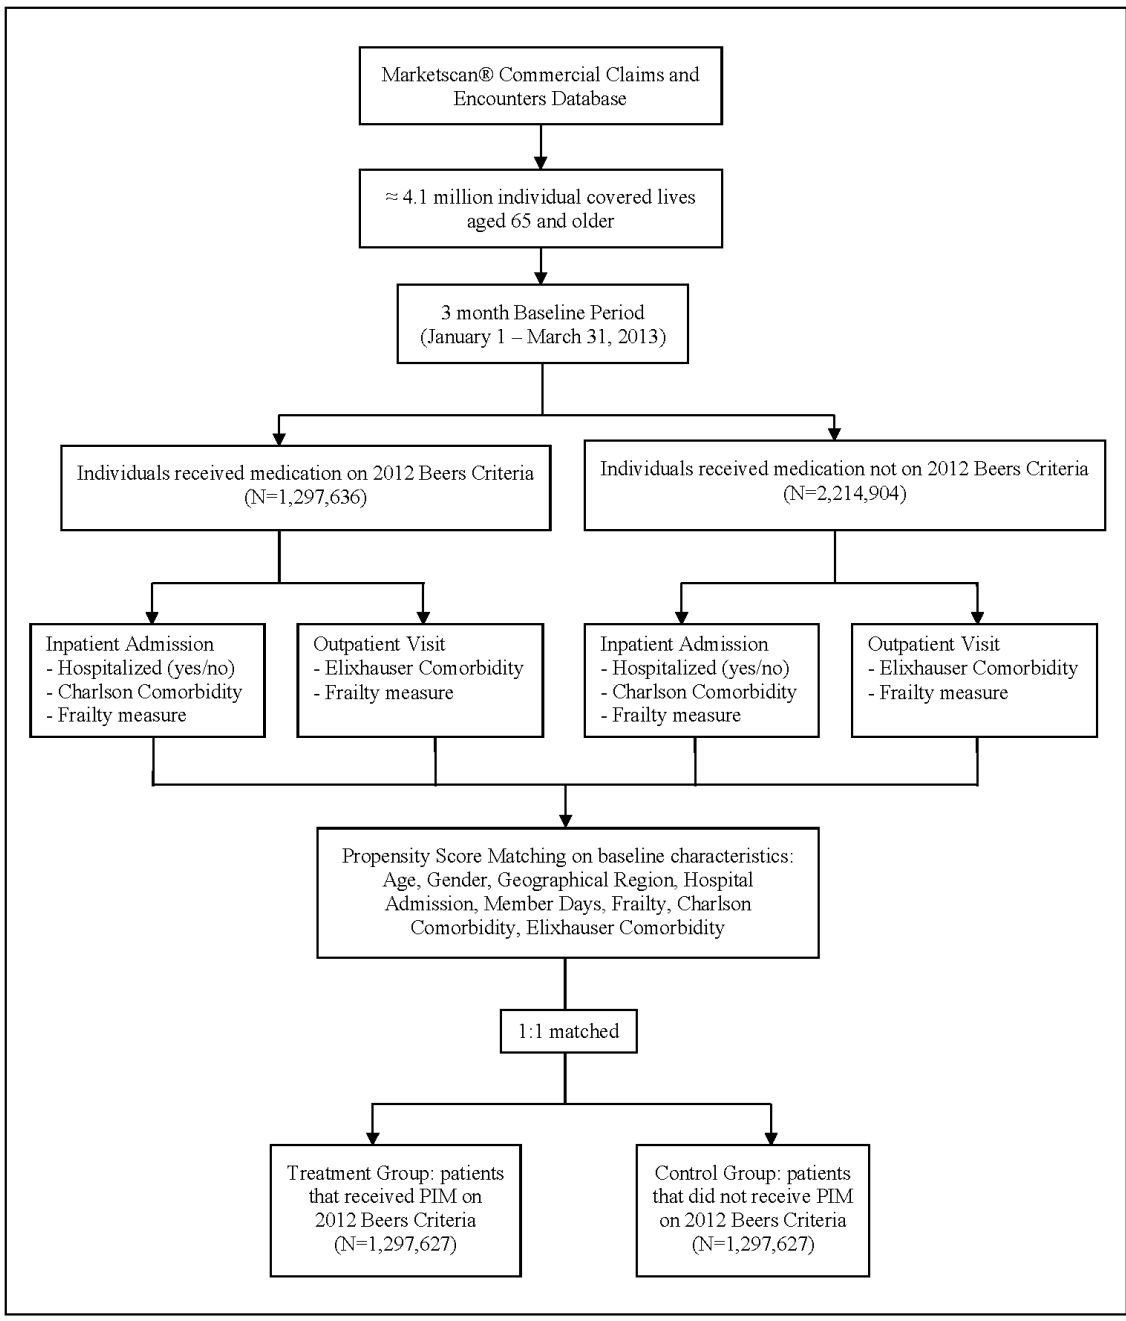 Marketscan® Commercial Claims and
Encounters Database
≈ 4.1 million individual covered lives
aged 65 and older
3 month Baseline Period
(January 1 – March 31, 2013)
Individuals received medication on 2012 Beers Criteria
(N=1,297,636)
Individuals received medication not on 2012 Beers Criteria
(N=2,214,904)
Inpatient Admission
- Hospitalized (yes/no)
- Charlson Comorbidity
- Frailty measure
Outpatient Visit
- Elixhauser Comorbidity
- Frailty measure
Inpatient Admission
- Hospitalized (yes/no)
- Charlson Comorbidity
- Frailty measure
Outpatient Visit
- Elixhauser Comorbidity
- Frailty measure
Propensity Score Matching on baseline characteristics:
Age, Gender, Geographical Region, Hospital
Admission, Member Days, Frailty, Charlson
Comorbidity, Elixhauser Comorbidity
1:1 matched
Treatment Group: patients
that received PIM on
2012 Beers Criteria
(N=1,297,627)
Control Group: patients
that did not receive PIM
on 2012 Beers Criteria
(N=1,297,627)